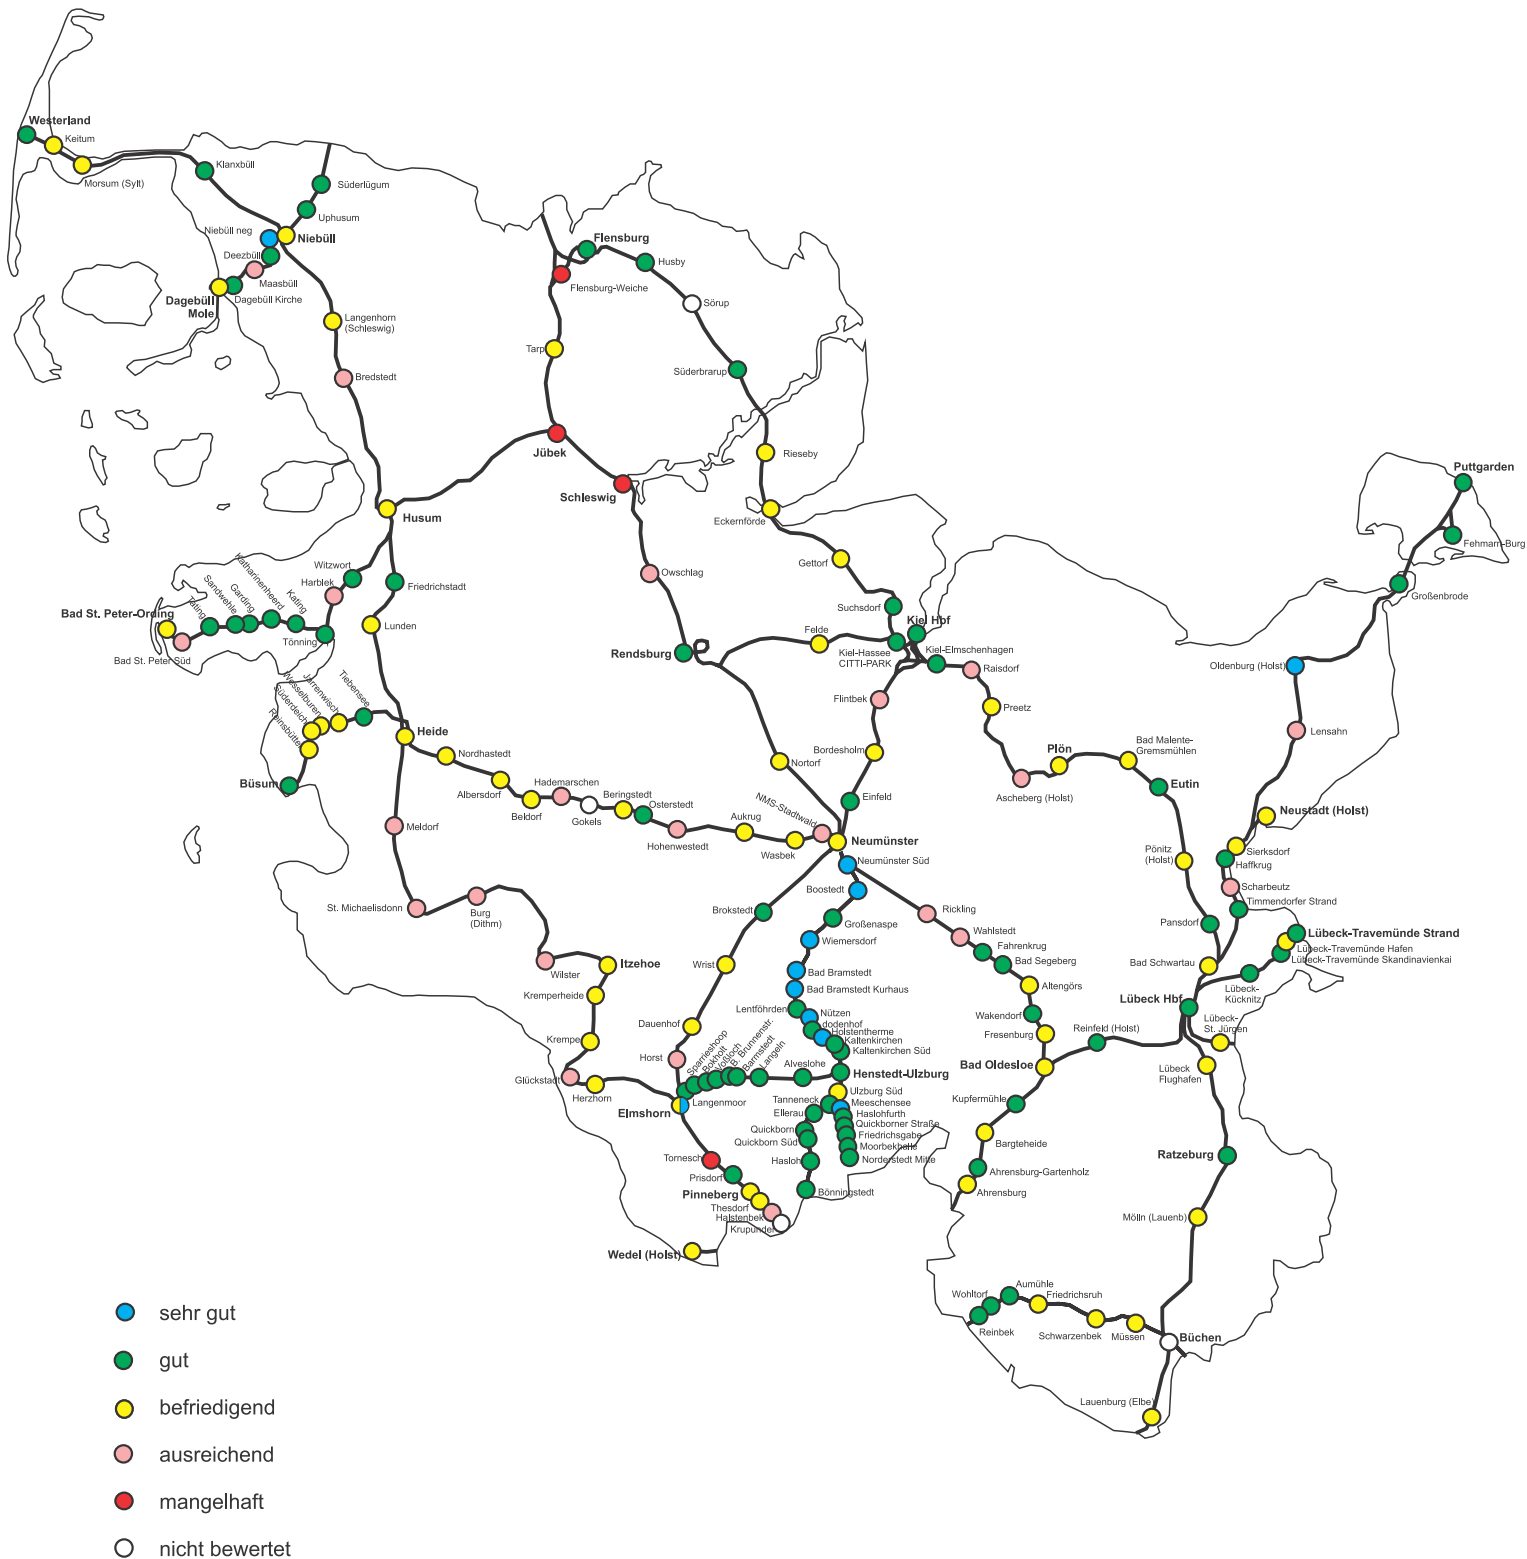 Westerland
Keitum
Morsum (Sylt)
Klanxbüll
Süderlügum
Uphusum
Niebüll neg
Niebüll
Deezbüll
Maasbüll
Dagebüll Kirche
Dagebüll
Mole
Langenhorn
(Schleswig)
Bredstedt
Flensburg
Husby
Flensburg-Weiche
Sörup
Tarp
Süderbrarup
Jübek
Rieseby
Schleswig
Husum
Eckernförde
Puttgarden
Fehmarn-Burg
Großenbrode
Gettorf
Owschlag
Witzwort
Harblek
Friedrichstadt
Katharinenheerd
Kating
Garding
Sandwehle
Tating
Bad St. Peter-Ording
Bad St. Peter Süd
Tönning
Lunden
Suchsdorf
Kiel Hbf
Felde
Rendsburg
Kiel-Hassee
CITTI-PARK
Kiel-Elmschenhagen
Raisdorf
Oldenburg (Holst)
Flintbek
Preetz
Lensahn
Tiebensee
Jarrenwisch
Wesselburen
Süderdeich
Reinsbüttel
Büsum
Heide
Nordhastedt
Albersdorf
Beldorf
Hademarschen
Gokels
Beringstedt
Osterstedt
Hohenwestedt
Aukrug
Wasbek
NMS-Stadtwald
Nortorf
Bordesholm
Einfeld
Neumünster
Plön
Ascheberg (Holst)
Bad Malente-
Gremsmühlen
Eutin
Neustadt (Holst)
Sierksdorf
Haffkrug
Scharbeutz
Timmendorfer Strand
Pönitz
(Holst)
Pansdorf
Bad Schwartau
Lübeck-Travemünde Strand
Lübeck-Travemünde Hafen
Lübeck-Travemünde Skandinavienkai
Lübeck-
Kücknitz
Lübeck Hbf
Lübeck-
St. Jürgen
Lübeck
Flughafen
Reinfeld (Holst)
Meldorf
St. Michaelisdonn
Burg
(Dithm)
Wilster
Itzehoe
Kremperheide
Krempe
Glückstadt
Herzhorn
Neumünster Süd
Boostedt
Brokstedt
Großenaspe
Wiemersdorf
Wrist
Bad Bramstedt
Bad Bramstedt Kurhaus
Lentföhrden
Nützen
dodenhof
Holstentherme
Kaltenkirchen
Kaltenkirchen Süd
Rickling
Wahlstedt
Fahrenkrug
Bad Segeberg
Altengörs
Wakendorf
Fresenburg
Bad Oldesloe
Dauenhof
Horst
Sparrieshoop
Bokholt
Voßloch
B. Brunnenstr.
Barmstedt
Langeln
Alveslohe
Henstedt-Ulzburg
Langenmoor
Elmshorn
Ulzburg Süd
Tanneneck
Meeschensee
Ellerau
Haslohfurth
Quickborner Straße
Quickborn
Friedrichsgabe
Quickborn Süd
Moorbekhalle
Hasloh
Norderstedt Mitte
Bönningstedt
Tornesch
Prisdorf
Pinneberg
Thesdorf
Halstenbek
Krupunder
Wedel (Holst)
Kupfermühle
Bargteheide
Ahrensburg-Gartenholz
Ahrensburg
Ratzeburg
Mölln (Lauenb)
Aumühle
Wohltorf
Friedrichsruh
Reinbek
Schwarzenbek
Müssen
Büchen
Lauenburg (Elbe)
sehr gut
gut
befriedigend
ausreichend
mangelhaft
nicht bewertet